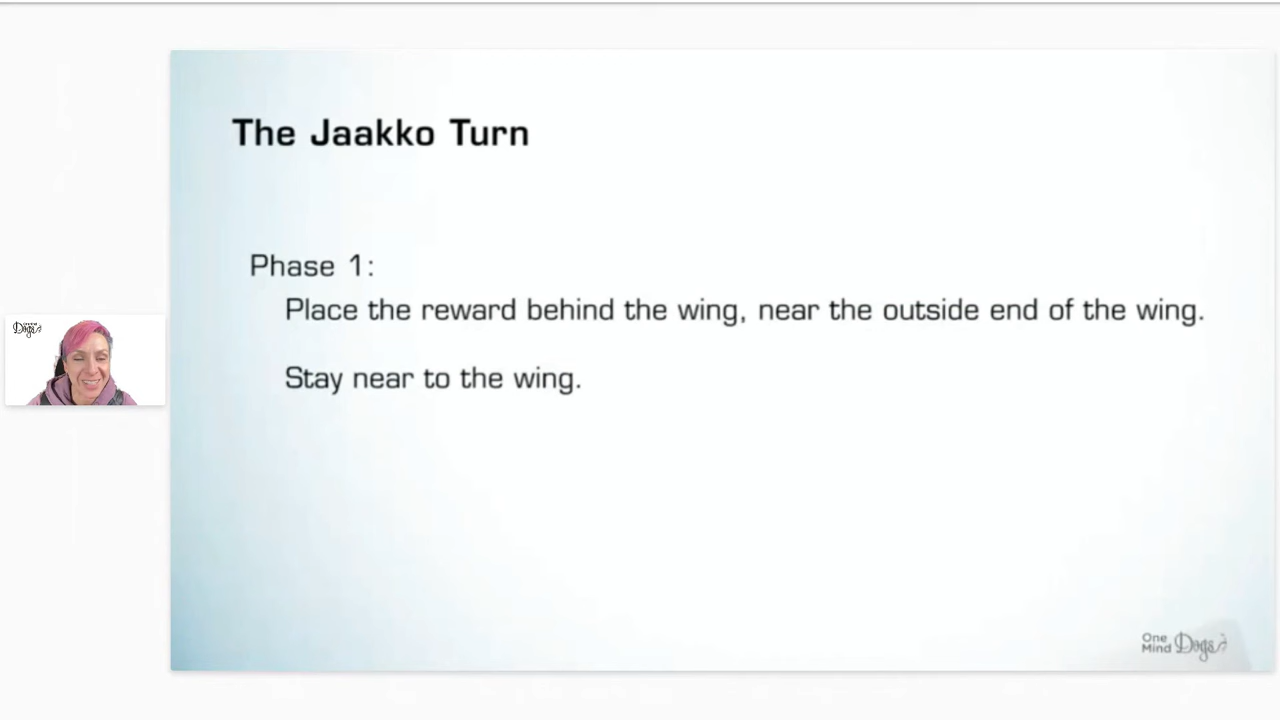 The Jaakko Turn
Phase 1:
Place the reward behind the wing, near the outside end of the wing.
Stay near to the wing.
Dogs
One
Mind Dogs